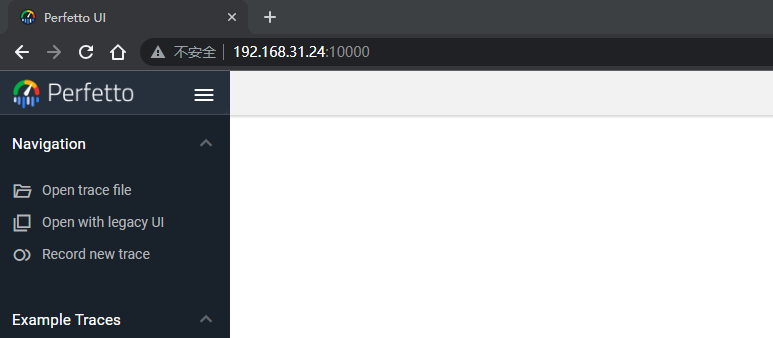 Perfetto UI
不安全 192.168.31.24:10000
Perfetto
Navigation
Open trace file
Open with legacy UI
Record new trace
Example Traces